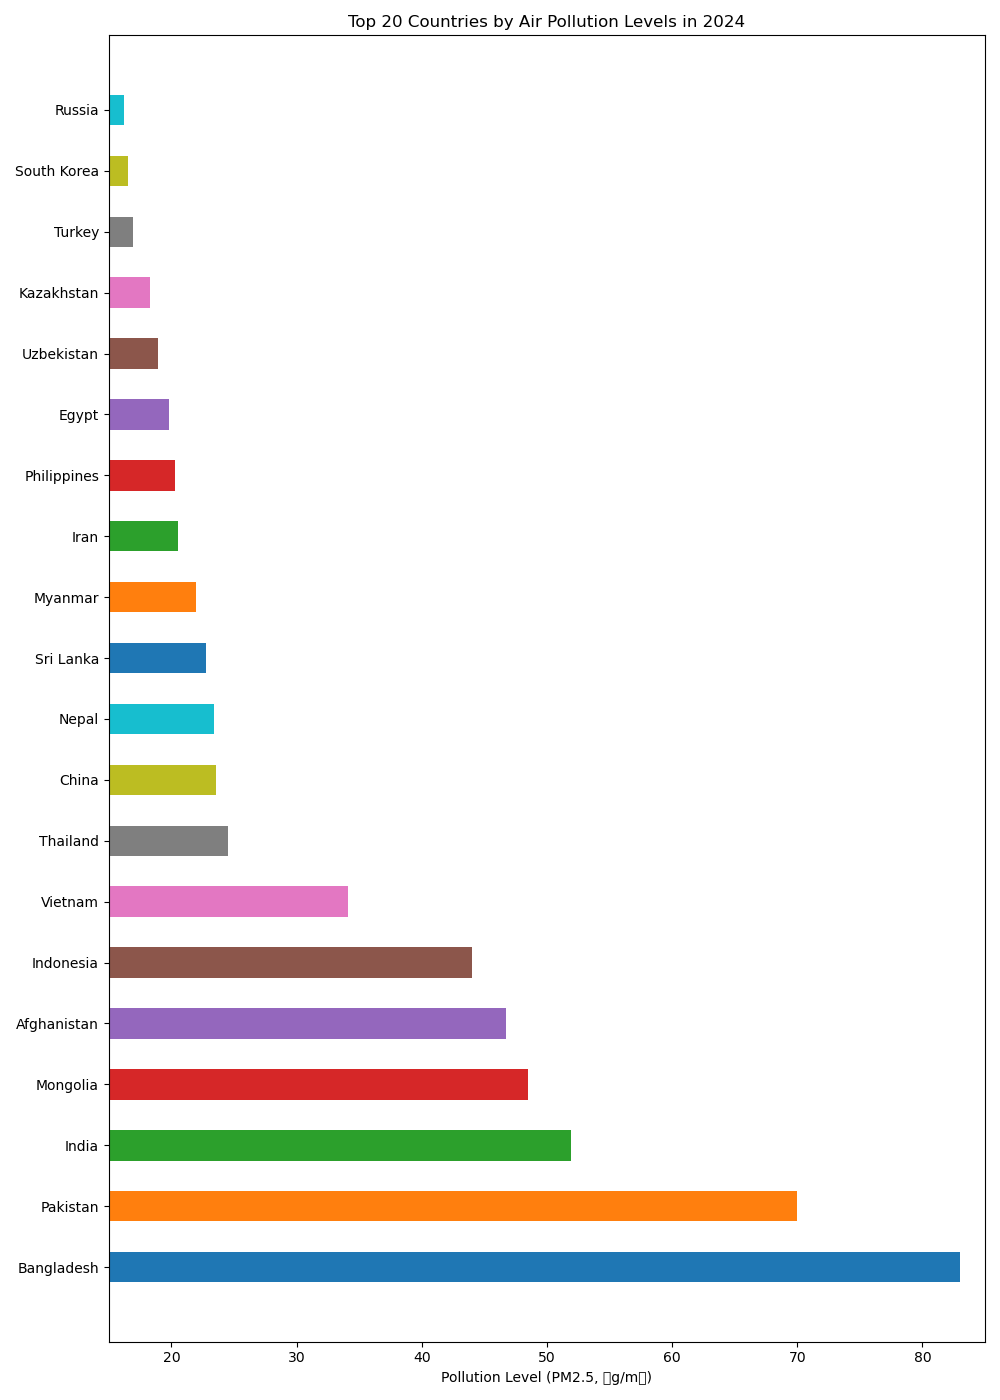 Top 20 Countries by Air Pollution Levels in 2024
Russia
South Korea
Turkey
Kazakhstan
Uzbekistan
Egypt
Philippines
Iran
Myanmar
Sri Lanka
Nepal
China
Thailand
Vietnam
Indonesia
Afghanistan
Mongolia
India
Pakistan
Bangladesh
20 30 40 50 60 70 80
Pollution Level (PM2.5, □g/m□)